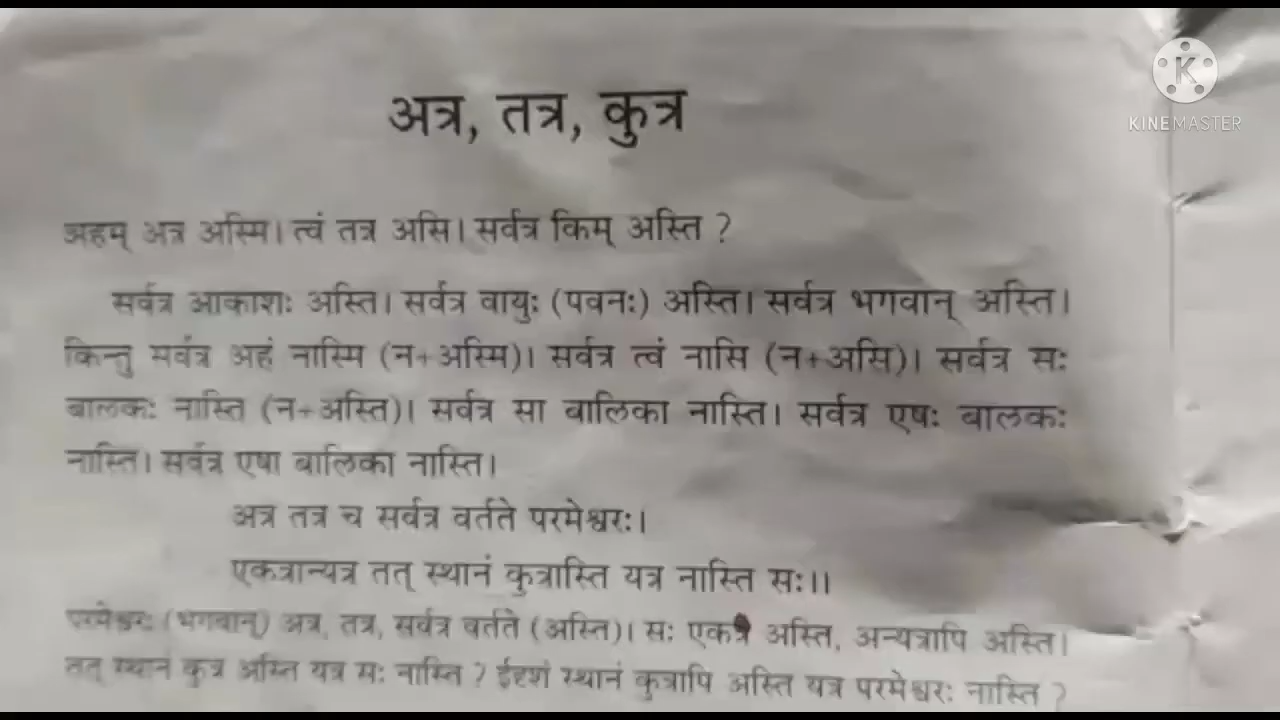 K
KINEMASTER
अत्र, तत्र, कुत्र
अहम् अत्र अस्मि। त्वं तत्र असि। सर्वत्र किम् अस्ति ?
सर्वत्र आकाशः अस्ति। सर्वत्र वायुः (पवनः) अस्ति। सर्वत्र भगवान् अस्ति।
किन्तु सर्वत्र अहं नास्मि (न+अस्मि)। सर्वत्र त्वं नासि (न+असि)। सर्वत्र सः
बालकः नास्ति (न+अस्ति)। सर्वत्र सा बालिका नास्ति। सर्वत्र एषः बालकः
नास्ति। सर्वत्र एषा बालिका नास्ति।
अत्र तत्र च सर्वत्र वर्तते परमेश्वरः।
एकत्रान्यत्र तत् स्थानं कुत्रास्ति यत्र नास्ति सः।।
परमेश्वरः (भगवान्) अत्र, तत्र, सर्वत्र वर्तते (अस्ति)। सः एकत्र अस्ति, अन्यत्रापि अस्ति।
तत् स्थानं कुत्र अस्ति यत्र सः नास्ति ? ईदृशं स्थानं कुत्रापि अस्ति यत्र परमेश्वरः नास्ति ?